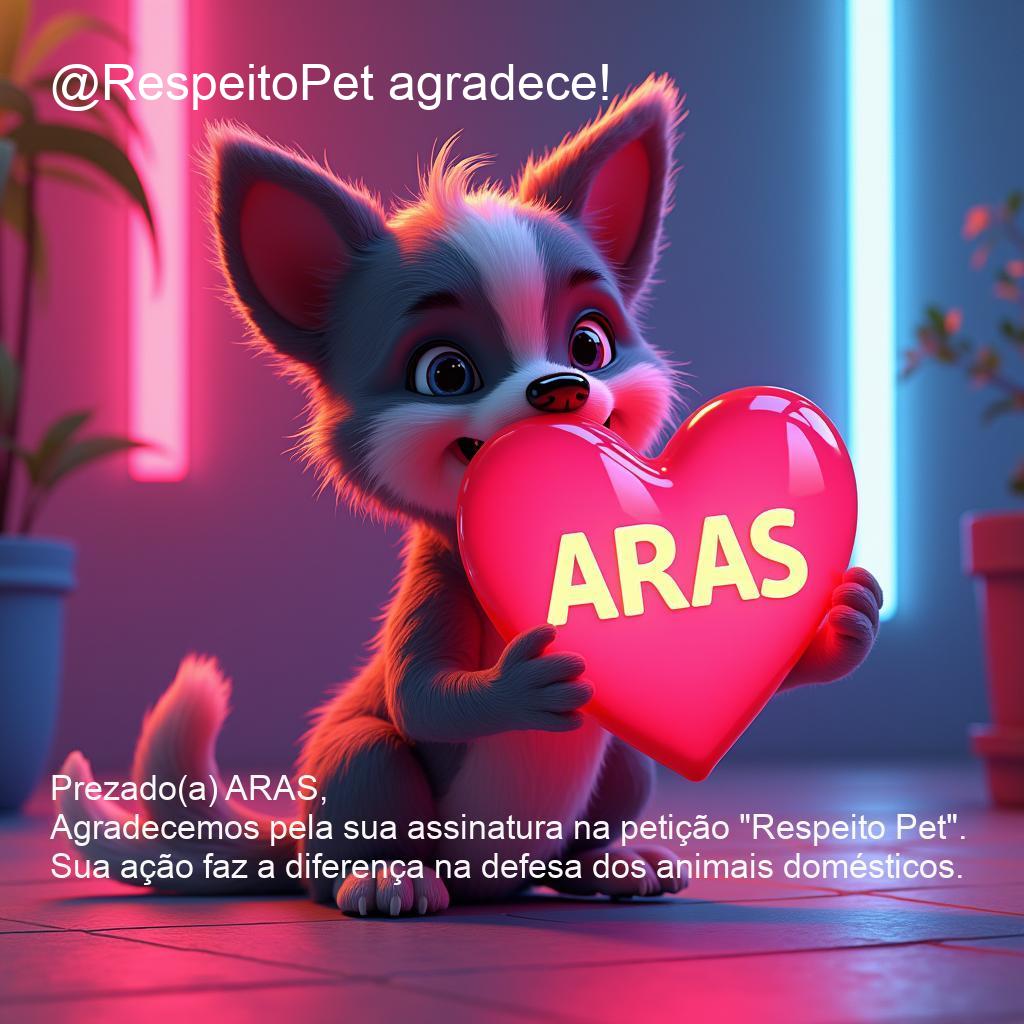 @RespeitoPet agradece!
ARAS
Prezado(a) ARAS,
Agradecemos pela sua assinatura na petição "Respeito Pet".
Sua ação faz a diferença na defesa dos animais domésticos.